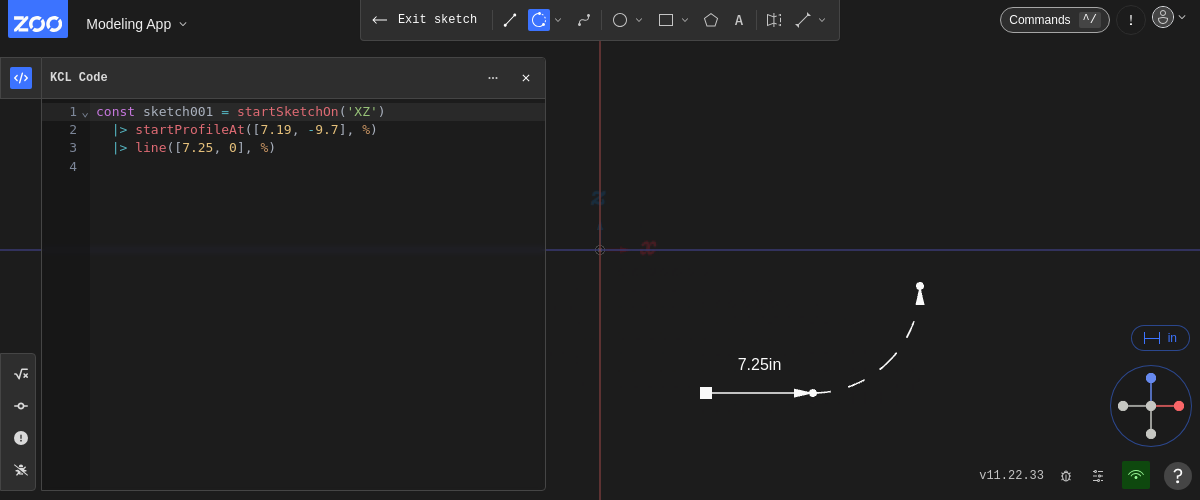 ZOO Modeling App
Exit sketch
A
Commands ^/
!
KCL Code
1 const sketch001 = startSketchOn('XZ')
2 |> startProfileAt([7.19, -9.7], %)
3 |> line([7.25, 0], %)
4
z
x
7.25in
in
v11.22.33
?